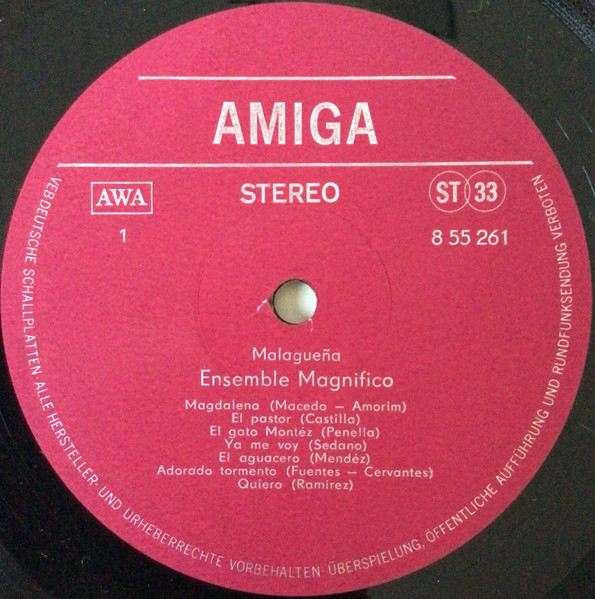 AMIGA
AWA
STEREO
ST 33
1
8 55 261
Malagueña
Ensemble Magnifico
Magdalena (Macedo – Amorim)
El pastor (Castilla)
El gato Montéz (Penella)
Ya me voy (Sedano)
El aguacero (Mendéz)
Adorado tormento (Fuentes – Cervantes)
Quiero (Ramírez)
VEB DEUTSCHE SCHALLPLATTEN · ALLE HERSTELLER- UND URHEBERRECHTE VORBEHALTEN · ÜBERSPIELUNG, ÖFFENTLICHE AUFFÜHRUNG UND RUNDFUNKSENDUNG VERBOTEN